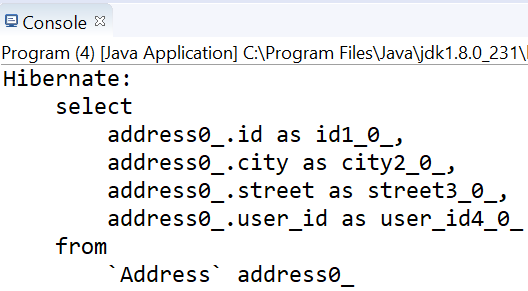 Console
Program (4) [Java Application] C:\Program Files\Java\jdk1.8.0_231\
Hibernate:
    select
        address0_.id as id1_0_,
        address0_.city as city2_0_,
        address0_.street as street3_0_,
        address0_.user_id as user_id4_0_
    from
        `Address` address0_